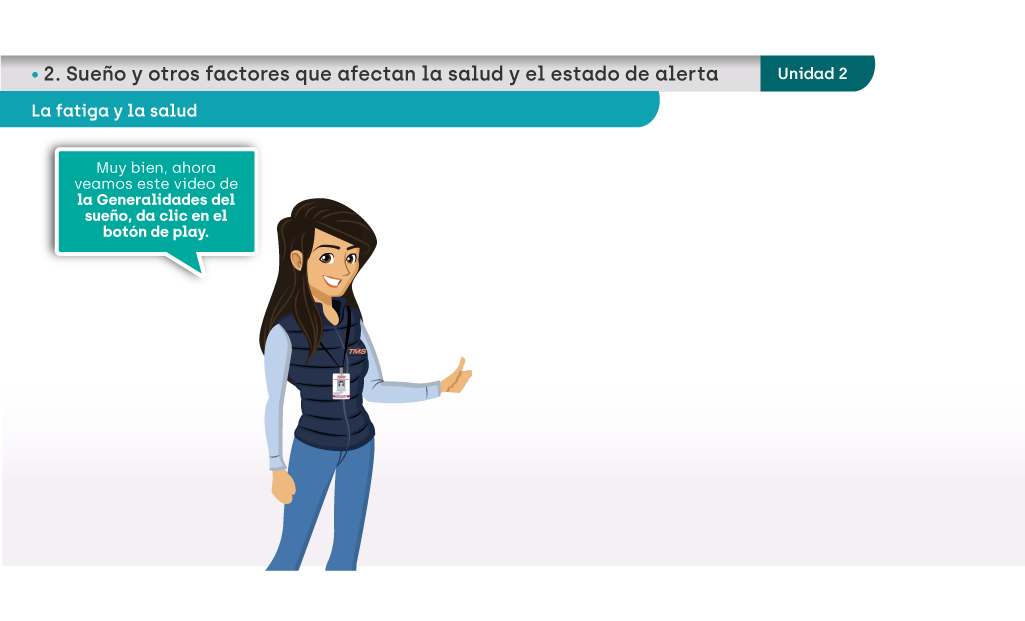 • 2. Sueño y otros factores que afectan la salud y el estado de alerta
Unidad 2
La fatiga y la salud
Muy bien, ahora
veamos este video de
la Generalidades del
sueño, da clic en el
botón de play.
TMS